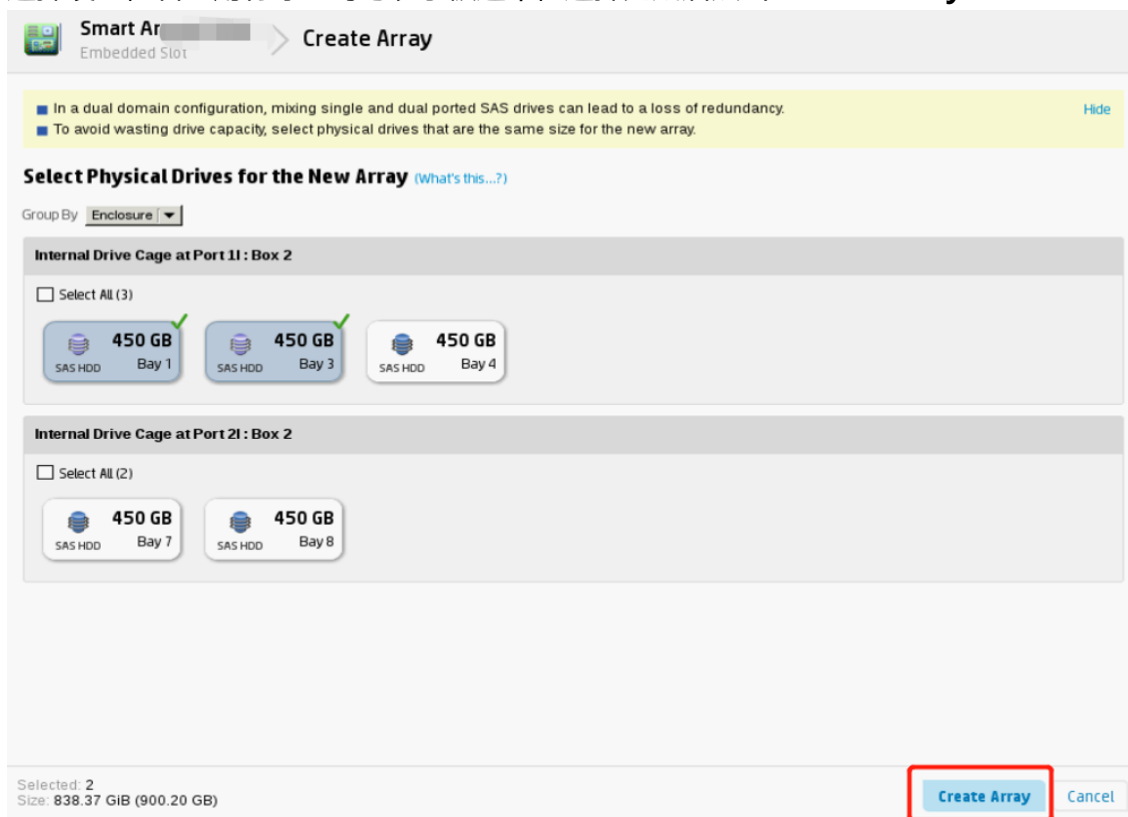 Smart Ar
Embedded Slot
Create Array
In a dual domain configuration, mixing single and dual ported SAS drives can lead to a loss of redundancy.
Hide
To avoid wasting drive capacity, select physical drives that are the same size for the new array.
Select Physical Drives for the New Array (What's this...?)
Group By Enclosure
Internal Drive Cage at Port 1I : Box 2
Select All (3)
450 GB
SAS HDD Bay 1
450 GB
SAS HDD Bay 3
450 GB
SAS HDD Bay 4
Internal Drive Cage at Port 2I : Box 2
Select All (2)
450 GB
SAS HDD Bay 7
450 GB
SAS HDD Bay 8
Selected: 2
Size: 838.37 GiB (900.20 GB)
Create Array
Cancel